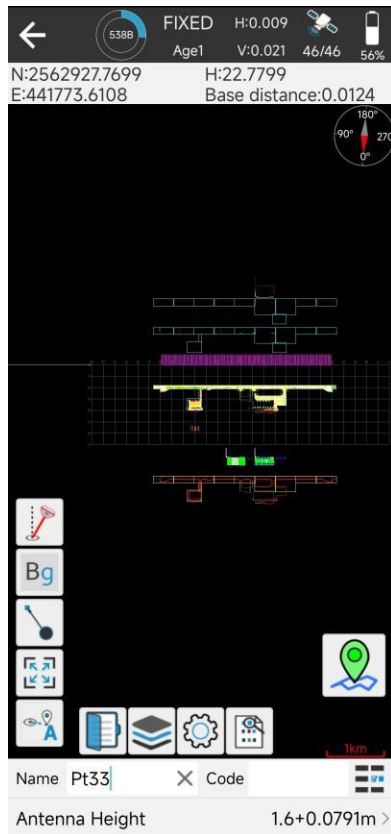 538B
FIXED H:0.009
Age1 V:0.021 46/46 56%
N:2562927.7699 H:22.7799
E:441773.6108 Base distance:0.0124
180°
90° 270
0°
Bg
A
1km
Name Pt33 Code
Antenna Height 1.6+0.0791m